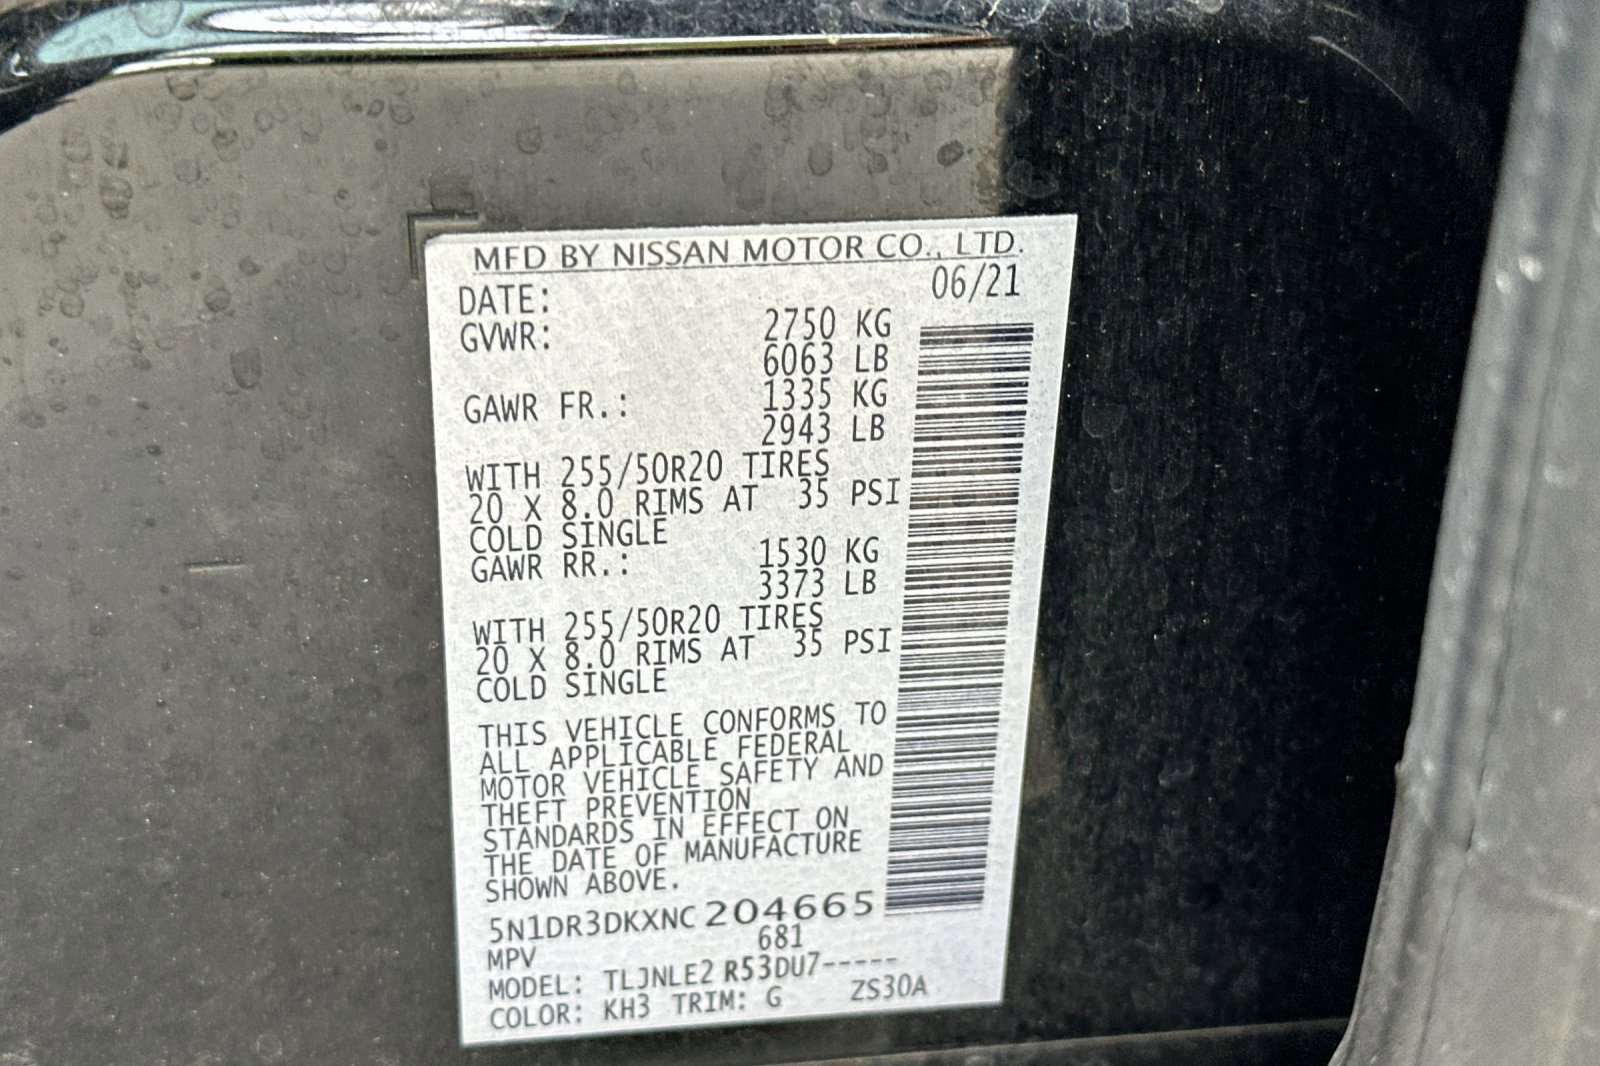 MFD BY NISSAN MOTOR CO., LTD.
DATE: 06/21
GVWR: 2750 KG
6063 LB
GAWR FR.: 1335 KG
2943 LB
WITH 255/50R20 TIRES
20 X 8.0 RIMS AT 35 PSI
COLD SINGLE
GAWR RR.: 1530 KG
3373 LB
WITH 255/50R20 TIRES
20 X 8.0 RIMS AT 35 PSI
COLD SINGLE
THIS VEHICLE CONFORMS TO
ALL APPLICABLE FEDERAL
MOTOR VEHICLE SAFETY AND
THEFT PREVENTION
STANDARDS IN EFFECT ON
THE DATE OF MANUFACTURE
SHOWN ABOVE.
5N1DR3DKXNC204665
MPV 681
MODEL: TLJNLE2 R53DU7-----
COLOR: KH3 TRIM: G ZS30A